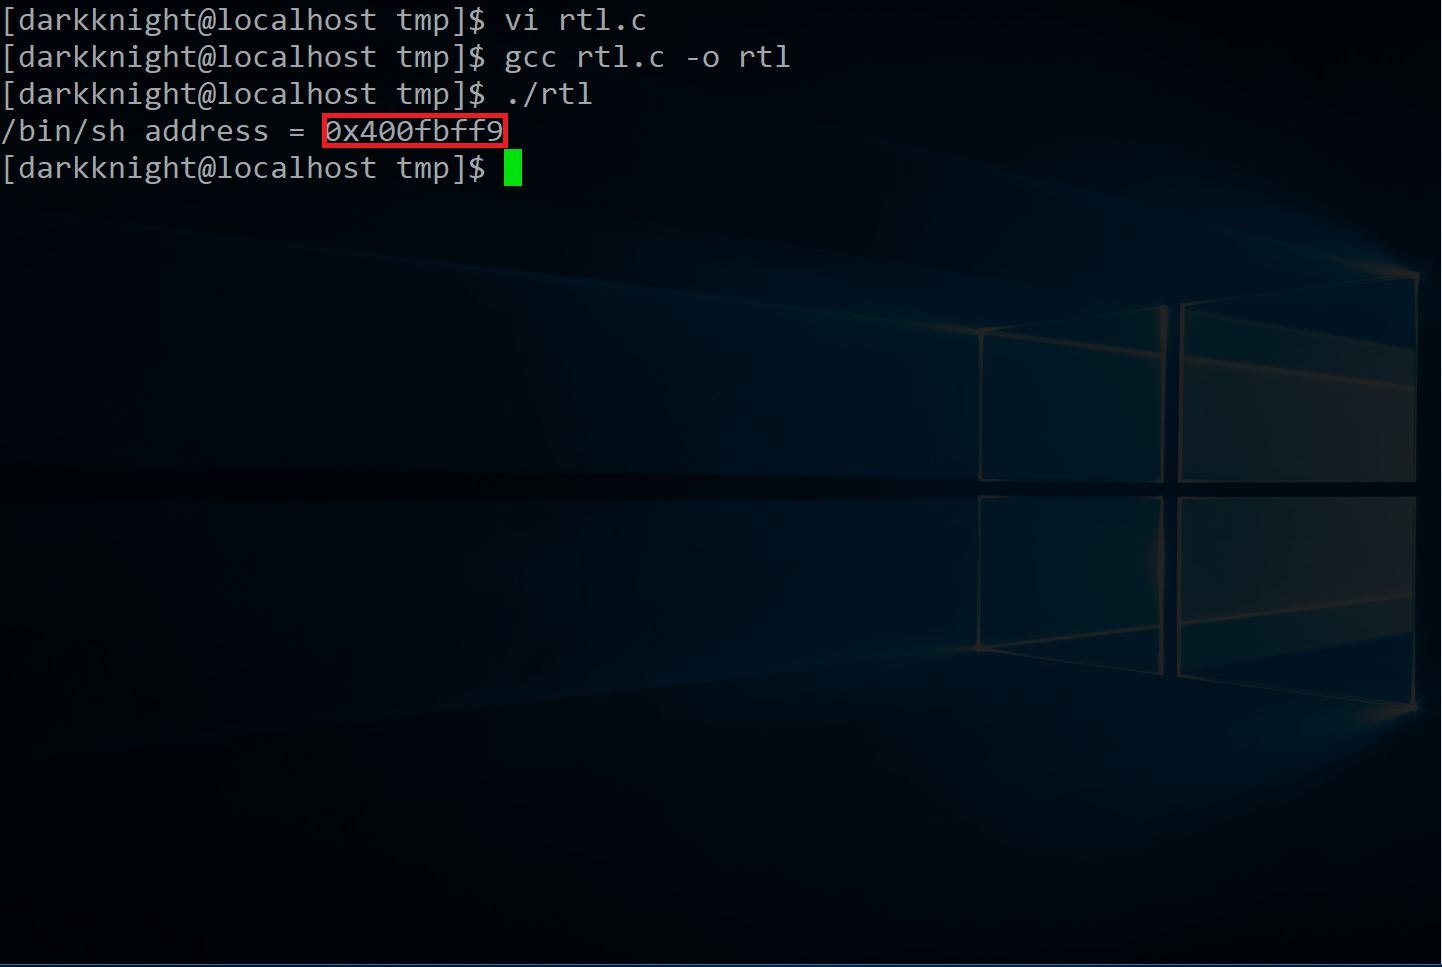 [darkknight@localhost tmp]$ vi rtl.c
[darkknight@localhost tmp]$ gcc rtl.c -o rtl
[darkknight@localhost tmp]$ ./rtl
/bin/sh address = 0x400fbff9
[darkknight@localhost tmp]$